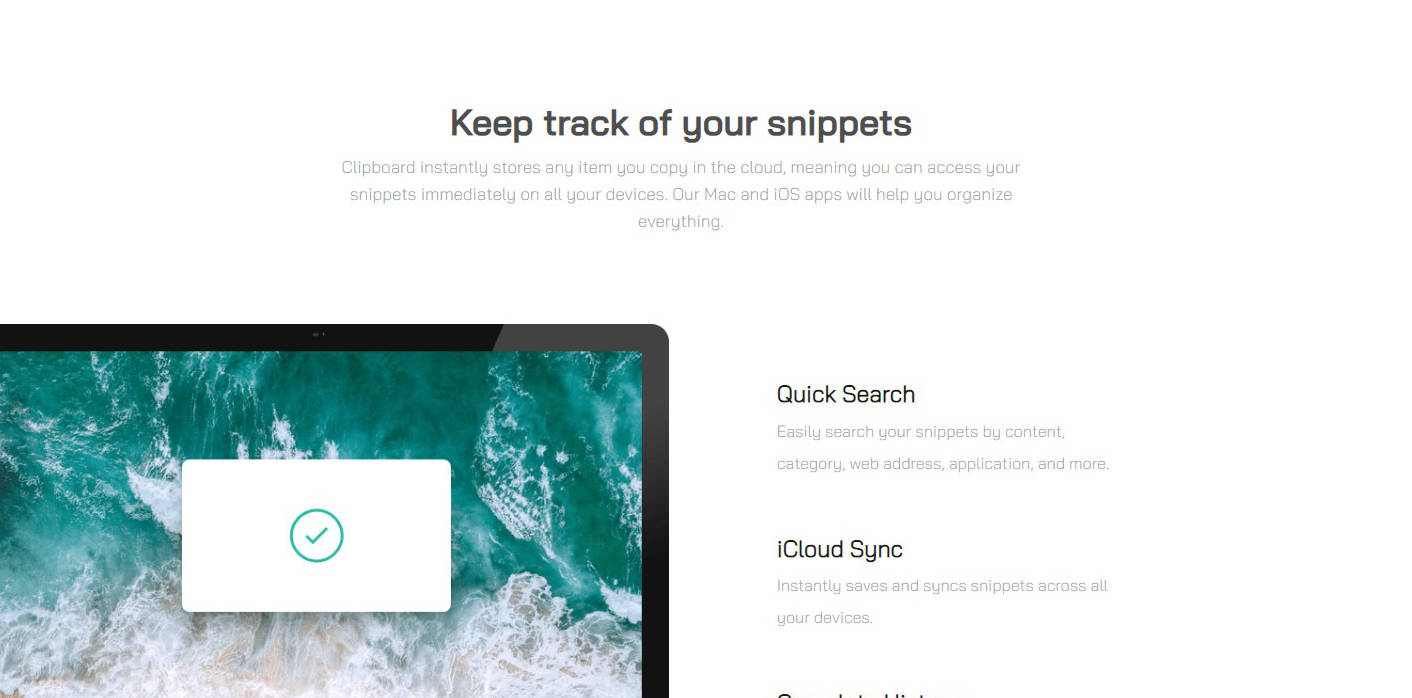 Keep track of your snippets
Clipboard instantly stores any item you copy in the cloud, meaning you can access your
snippets immediately on all your devices. Our Mac and iOS apps will help you organize
everything.
Quick Search
Easily search your snippets by content,
category, web address, application, and more.
iCloud Sync
Instantly saves and syncs snippets across all
your devices.